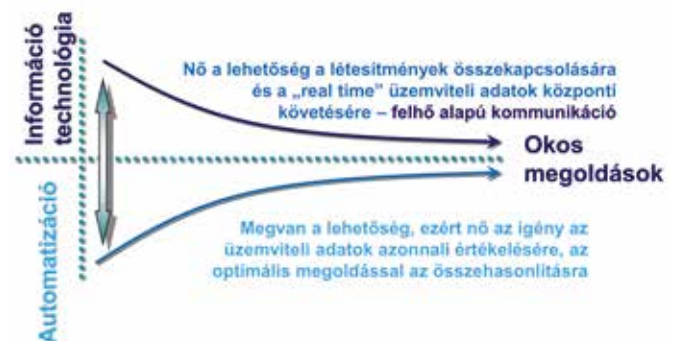 Információ
technológia
Nő a lehetőség a létesítmények összekapcsolására
és a „real time” üzemviteli adatok központi
követésére – felhő alapú kommunikáció
Okos
megoldások
Automatizáció
Megvan a lehetőség, ezért nő az igény az
üzemviteli adatok azonnali értékelésére, az
optimális megoldással az összehasonlításra